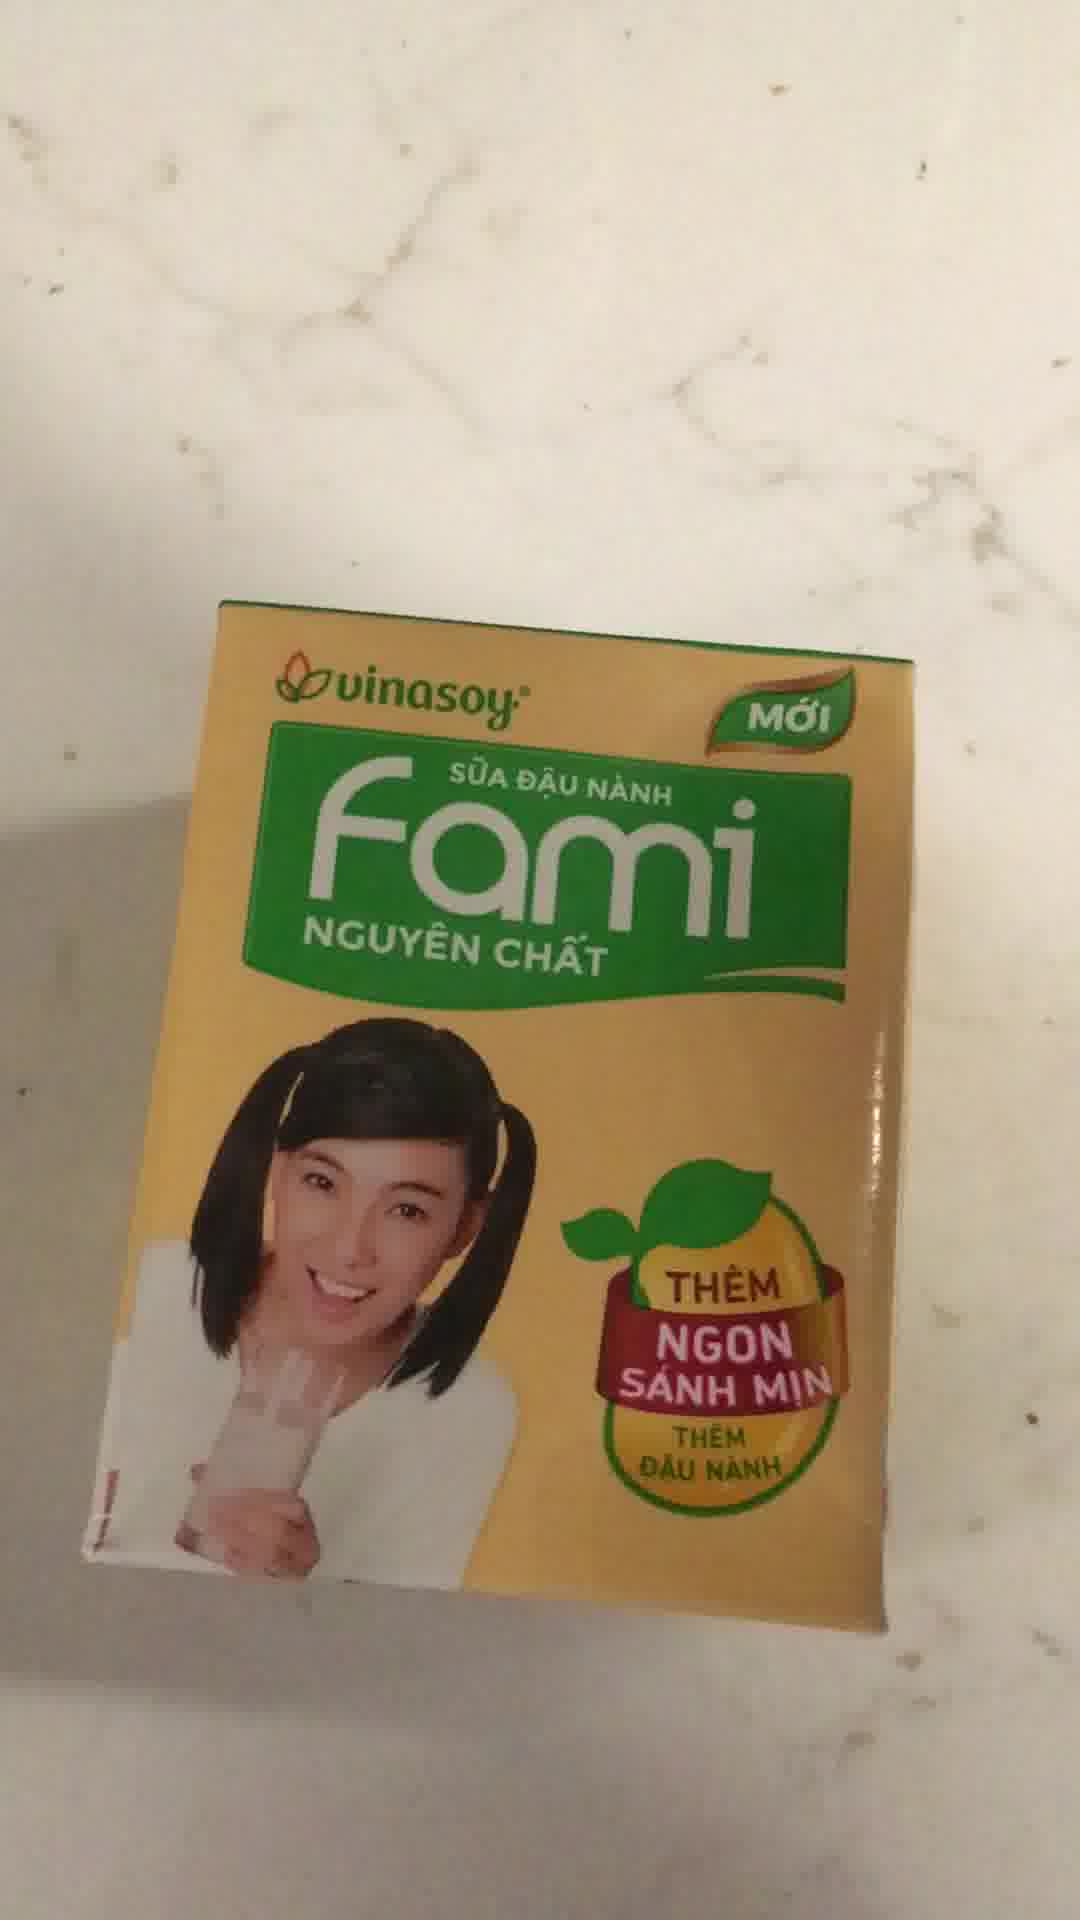 vinasoy
MỚI
SỮA ĐẬU NÀNH
Fami
NGUYÊN CHẤT
THÊM
NGON
SÁNH MỊN
THÊM
ĐẬU NÀNH